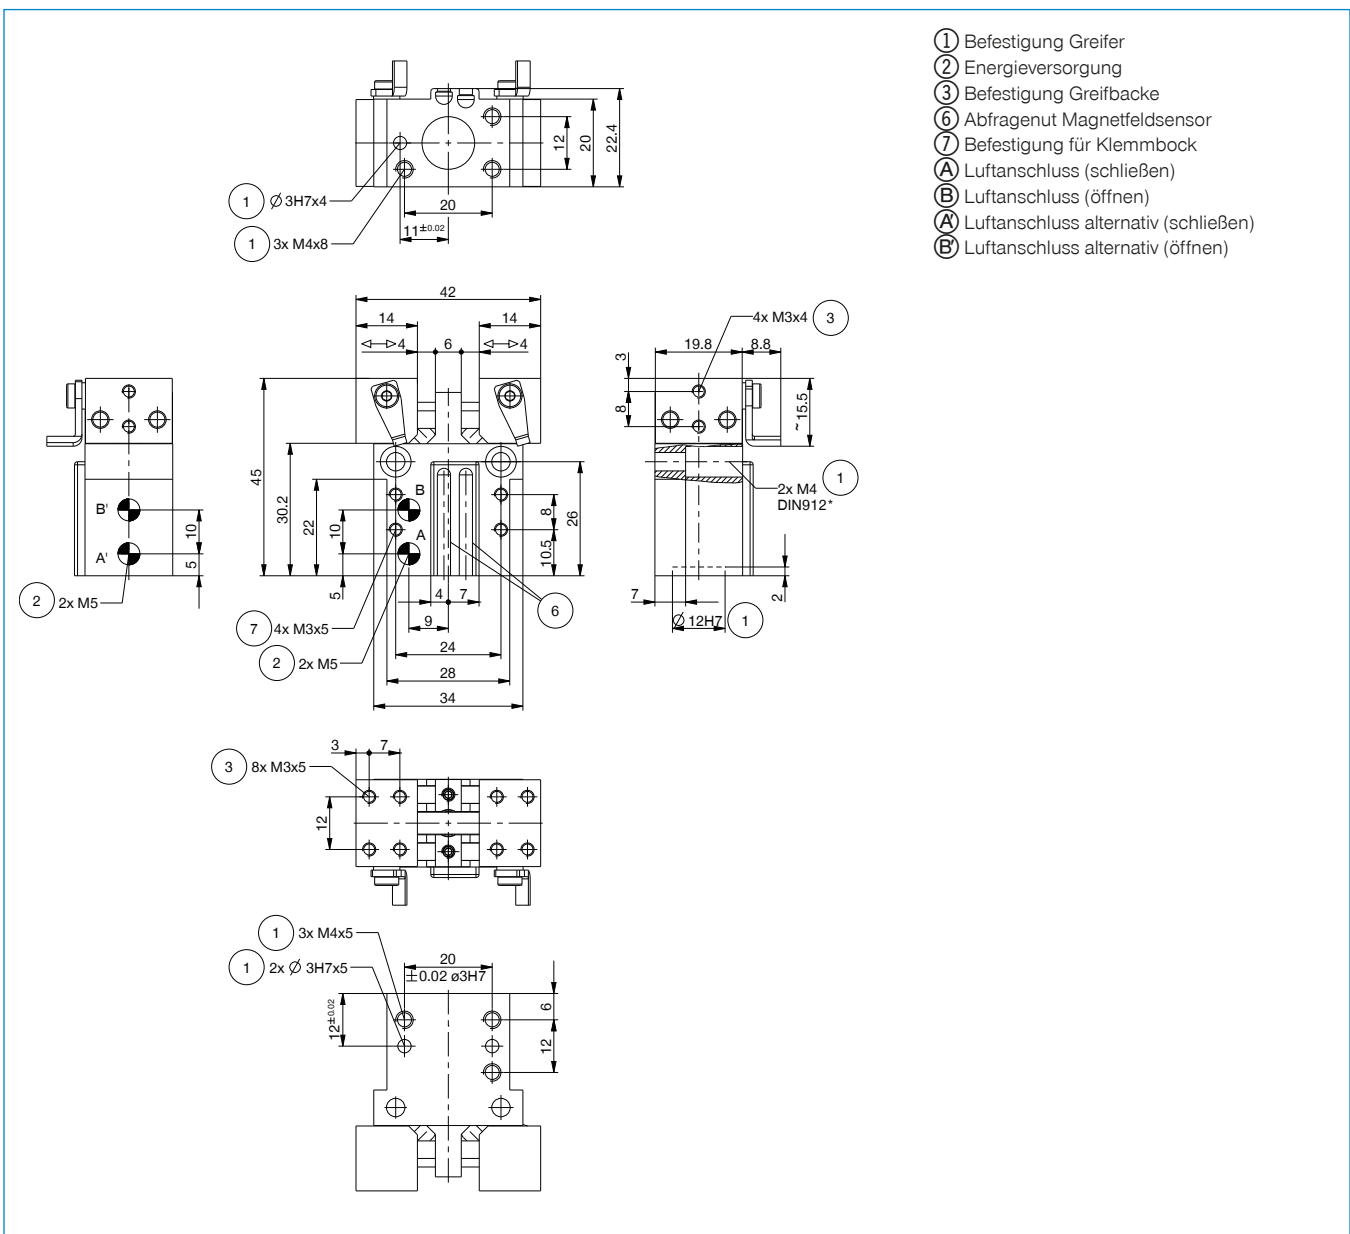 1 Befestigung Greifer
2 Energieversorgung
3 Befestigung Greifbacke
6 Abfragenut Magnetfeldsensor
7 Befestigung für Klemmbock
A Luftanschluss (schließen)
B Luftanschluss (öffnen)
A' Luftanschluss alternativ (schließen)
B' Luftanschluss alternativ (öffnen)
12
20
22.4
1 Ø 3H7x4
20
11±0.02
1 3x M4x8
42
14
14
4
6
4
4x M3x4 3
19.8
8.8
3
8
~15.5
45
30.2
22
10
5
B
A
8
10.5
26
B'
A'
10
5
2 2x M5
7 4x M3x5
2 2x M5
4
7
9
6
24
28
34
1
2x M4
DIN912*
7
2
Ø 12H7 1
3
7
3 8x M3x5
12
1 3x M4x5
1 2x Ø 3H7x5
20
±0.02 ø3H7
12±0.02
6
12